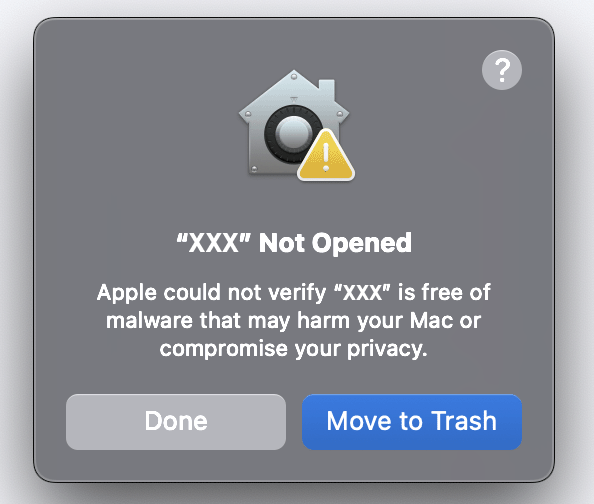 ?
“XXX” Not Opened
Apple could not verify “XXX” is free of
malware that may harm your Mac or
compromise your privacy.
Done
Move to Trash